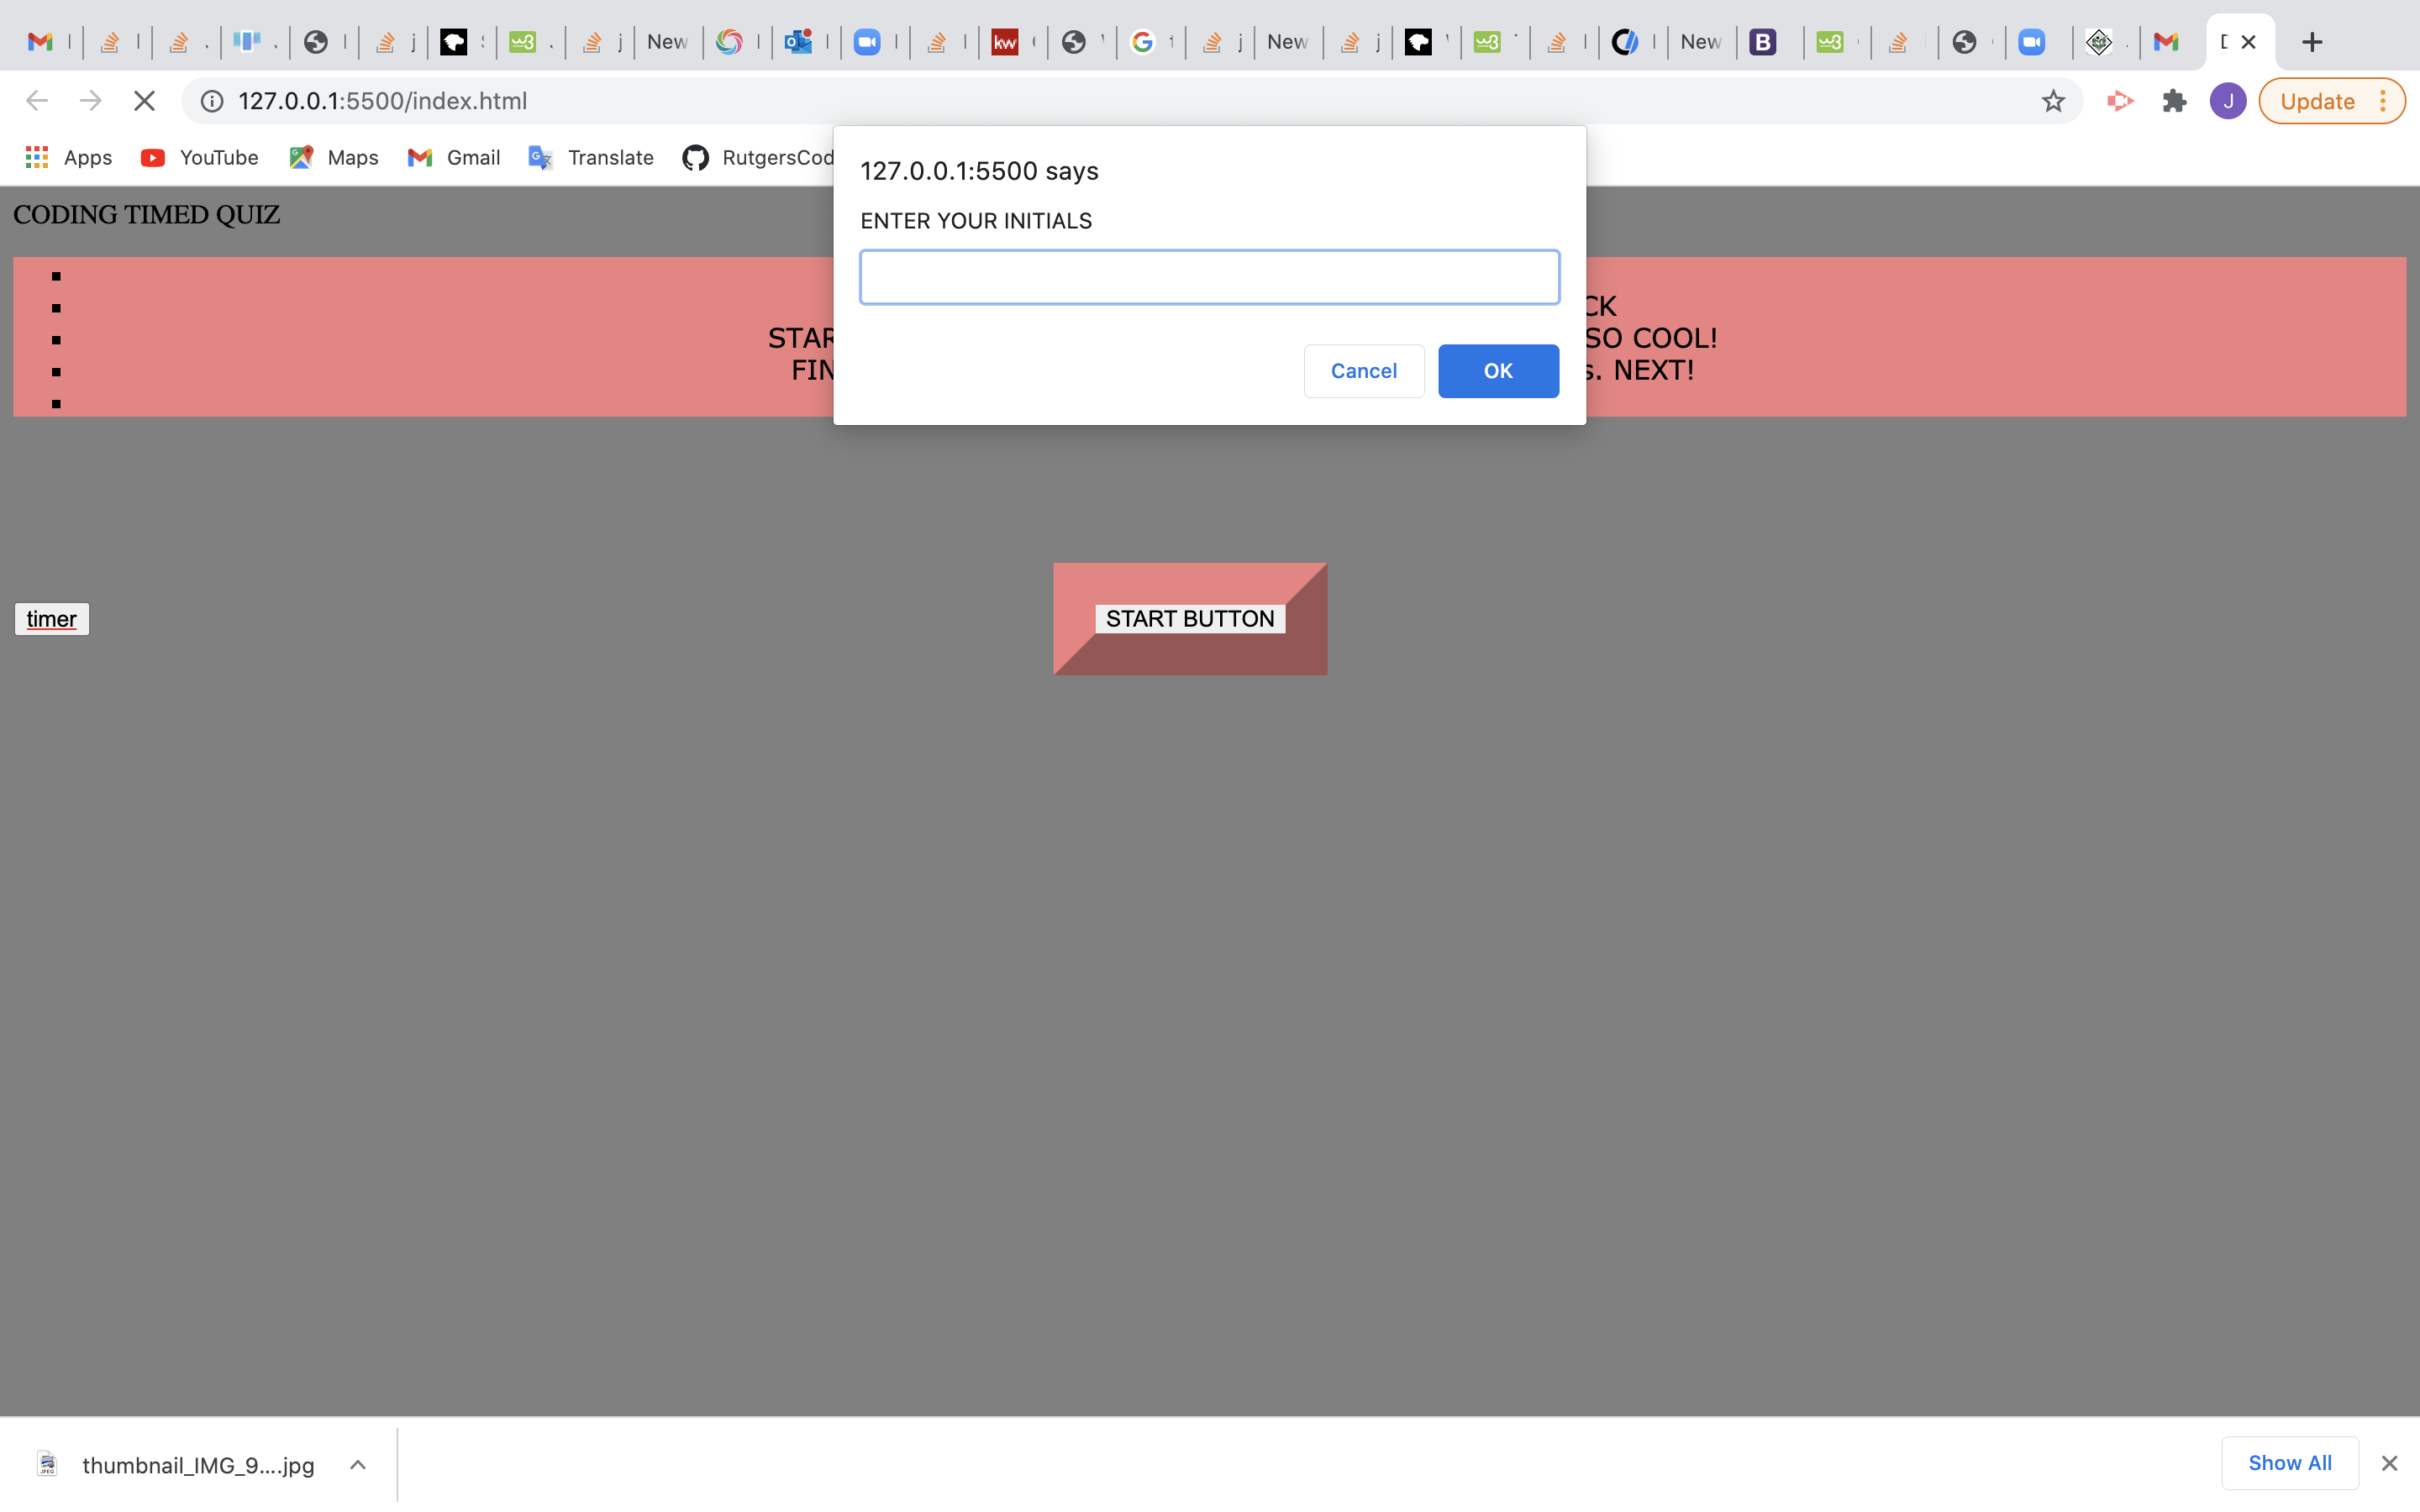 New
New
New
127.0.0.1:5500/index.html
Update
Apps
YouTube
Maps
Gmail
Translate
RutgersCod
127.0.0.1:5500 says
ENTER YOUR INITIALS
Cancel
OK
CODING TIMED QUIZ
CK
STAR SO COOL!
FIN s. NEXT!
timer
START BUTTON
thumbnail_IMG_9....jpg
Show All